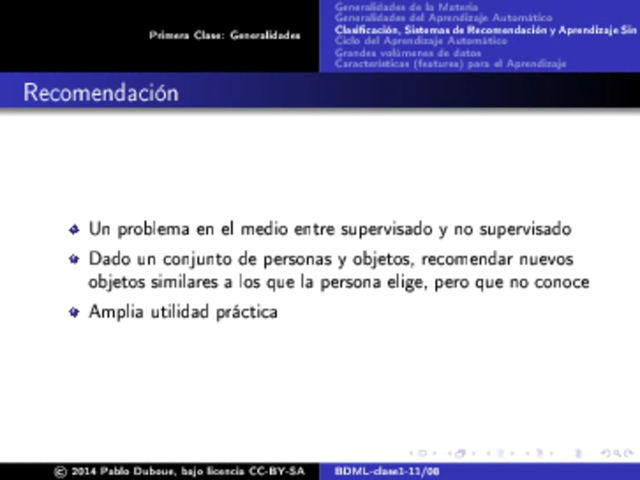 Primera Clase: Generalidades
Generalidades de la Materia
Generalidades del Aprendizaje Automático
Clasificación, Sistemas de Recomendación y Aprendizaje Sin
Ciclo del Aprendizaje Automático
Grandes volúmenes de datos
Características (features) para el Aprendizaje
Recomendación
Un problema en el medio entre supervisado y no supervisado
Dado un conjunto de personas y objetos, recomendar nuevos
objetos similares a los que la persona elige, pero que no conoce
Amplia utilidad práctica
© 2014 Pablo Duboue, bajo licencia CC-BY-SA
BDML-clase1-11/08